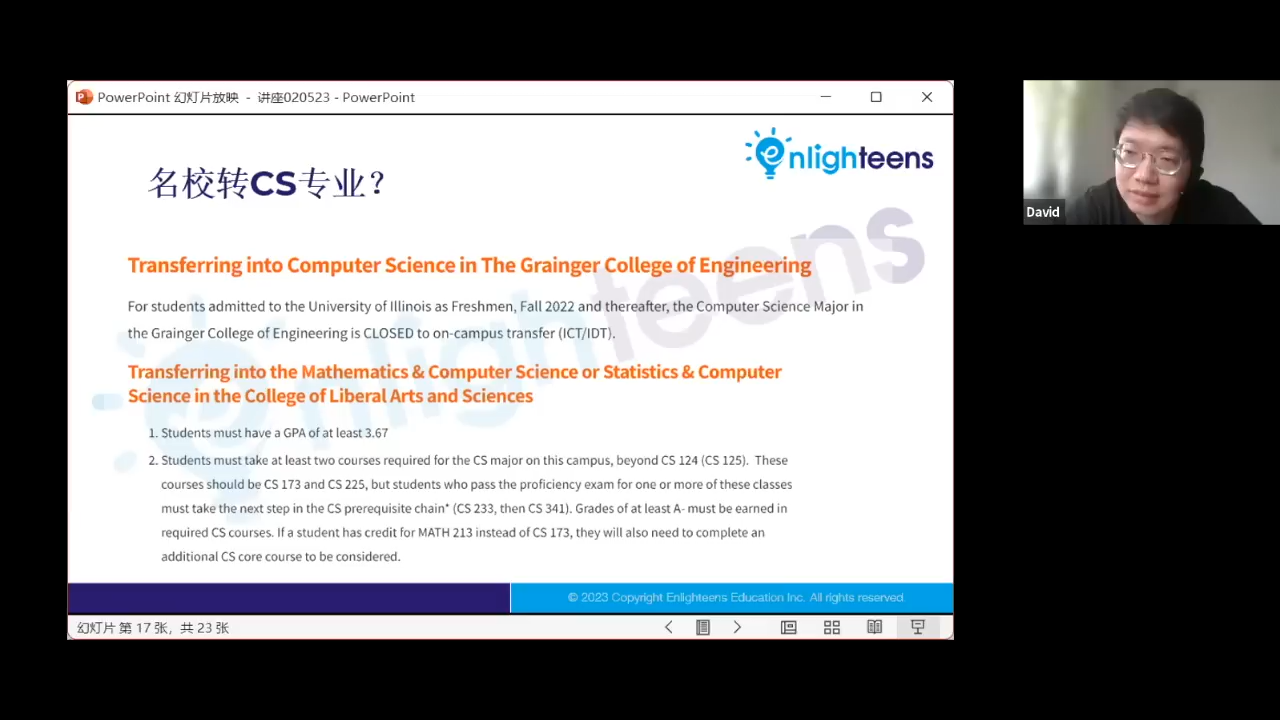 PowerPoint 幻灯片放映 - 讲座020523 - PowerPoint
enlighteens
名校转CS专业？
Transferring into Computer Science in The Grainger College of Engineering
For students admitted to the University of Illinois as Freshmen, Fall 2022 and thereafter, the Computer Science Major in
the Grainger College of Engineering is CLOSED to on-campus transfer (ICT/IDT).
Transferring into the Mathematics & Computer Science or Statistics & Computer
Science in the College of Liberal Arts and Sciences
1. Students must have a GPA of at least 3.67
2. Students must take at least two courses required for the CS major on this campus, beyond CS 124 (CS 125). These
courses should be CS 173 and CS 225, but students who pass the proficiency exam for one or more of these classes
must take the next step in the CS prerequisite chain* (CS 233, then CS 341). Grades of at least A- must be earned in
required CS courses. If a student has credit for MATH 213 instead of CS 173, they will also need to complete an
additional CS core course to be considered.
enlighteens
© 2023 Copyright Enlighteens Education Inc. All rights reserved.
幻灯片 第 17 张，共 23 张
David